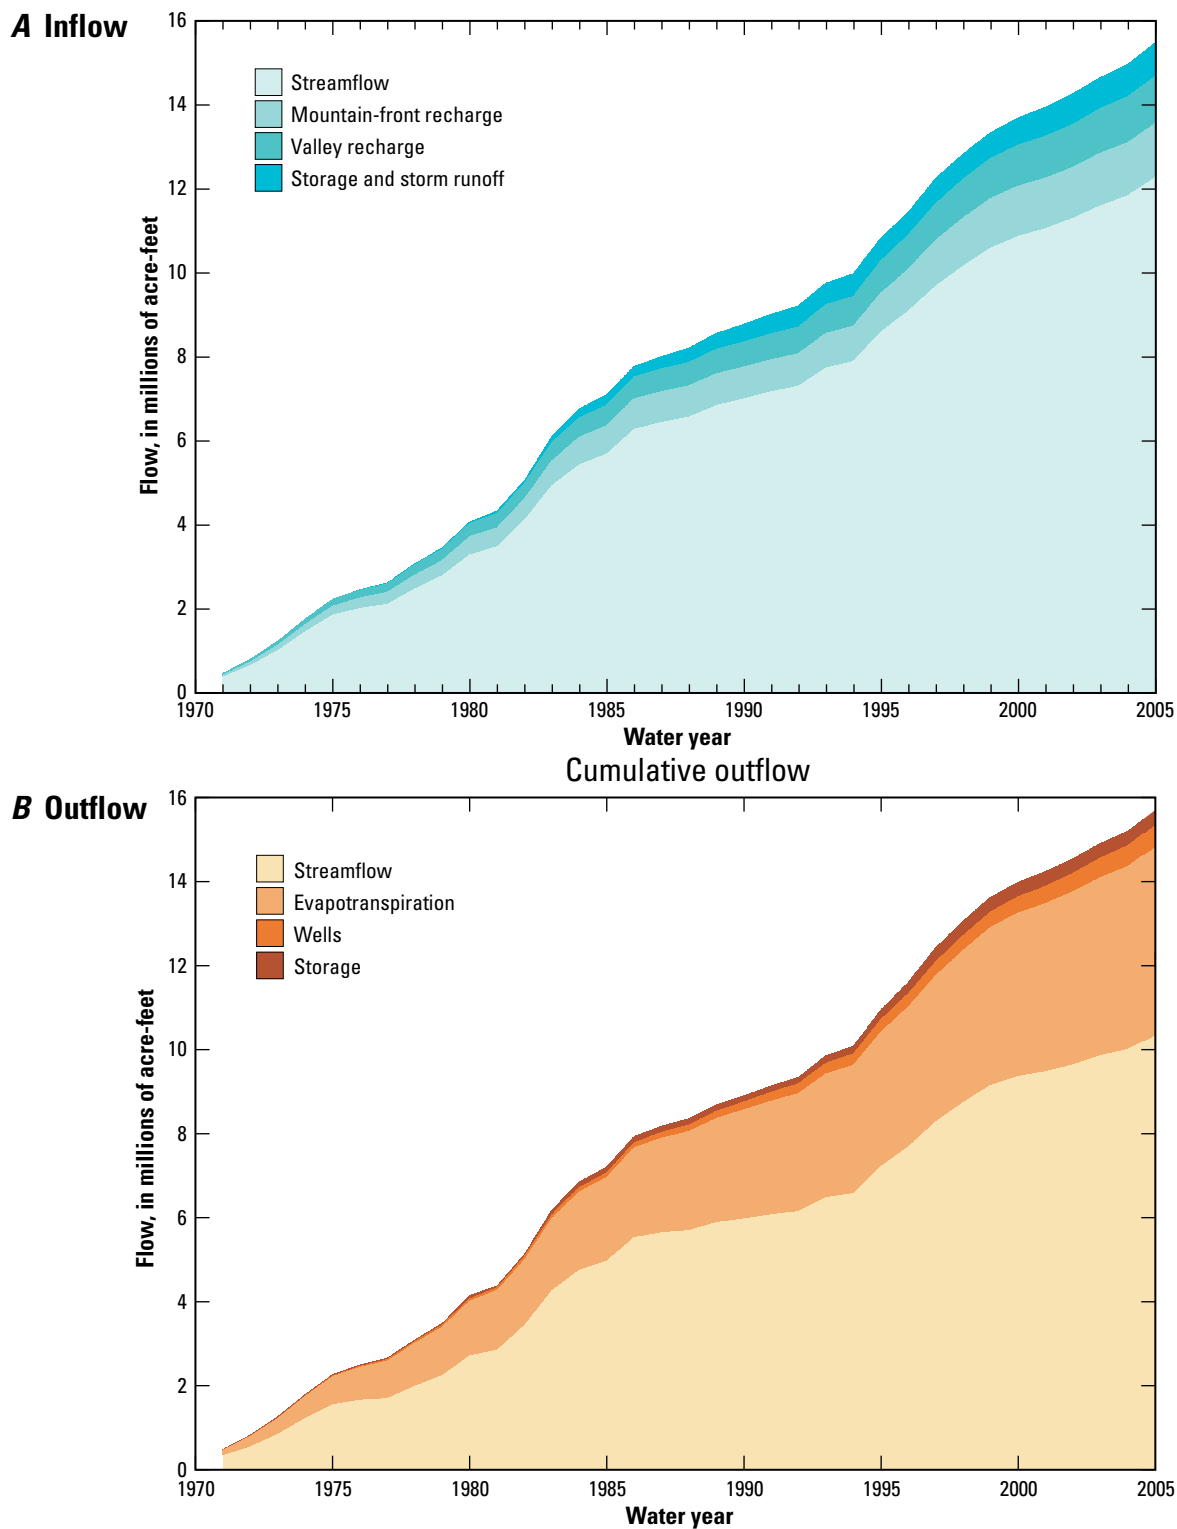 A Inflow
16
14
12
10
8
6
4
2
0
Flow, in millions of acre-feet
Streamflow
Mountain-front recharge
Valley recharge
Storage and storm runoff
1970 1975 1980 1985 1990 1995 2000 2005
Water year
Cumulative outflow
B Outflow
16
14
12
10
8
6
4
2
0
Flow, in millions of acre-feet
Streamflow
Evapotranspiration
Wells
Storage
1970 1975 1980 1985 1990 1995 2000 2005
Water year